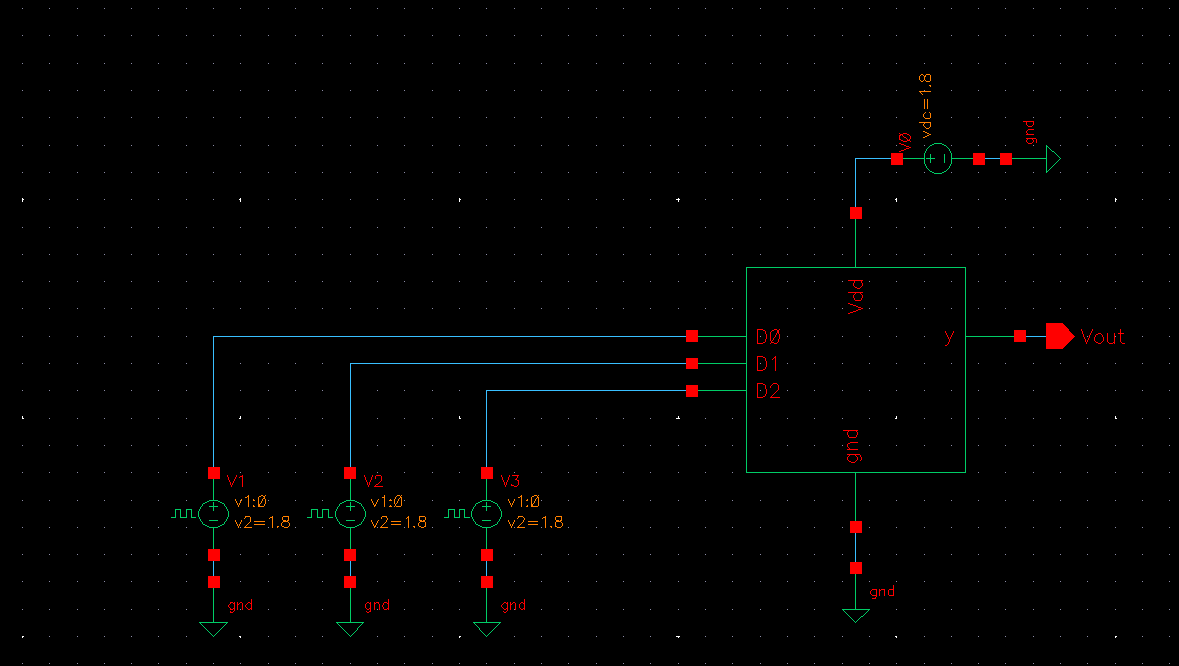 vdc=1.8
V0
gnd
Vdd
D0
D1
D2
y
Vout
gnd
V1
v1:0
v2=1.8
V2
v1:0
v2=1.8
V3
v1:0
v2=1.8
gnd
gnd
gnd
gnd